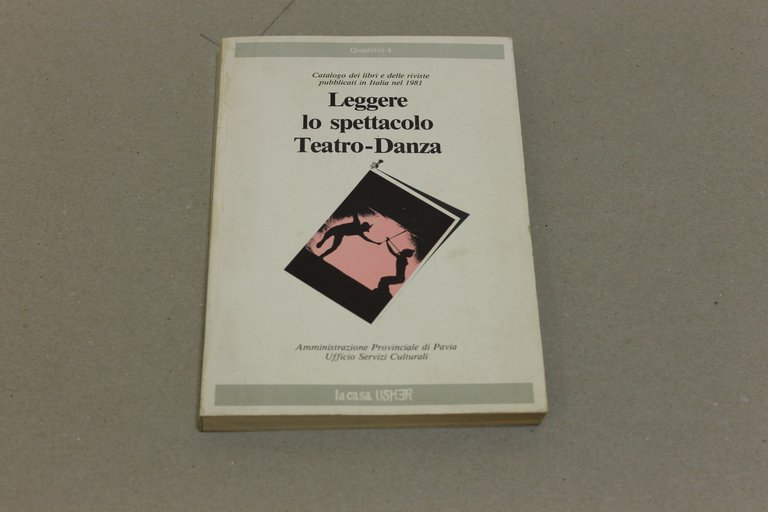 Quaderni 4
Catalogo dei libri e delle riviste
pubblicati in Italia nel 1981
Leggere
lo spettacolo
Teatro-Danza
Amministrazione Provinciale di Pavia
Ufficio Servizi Culturali
la casa USHER